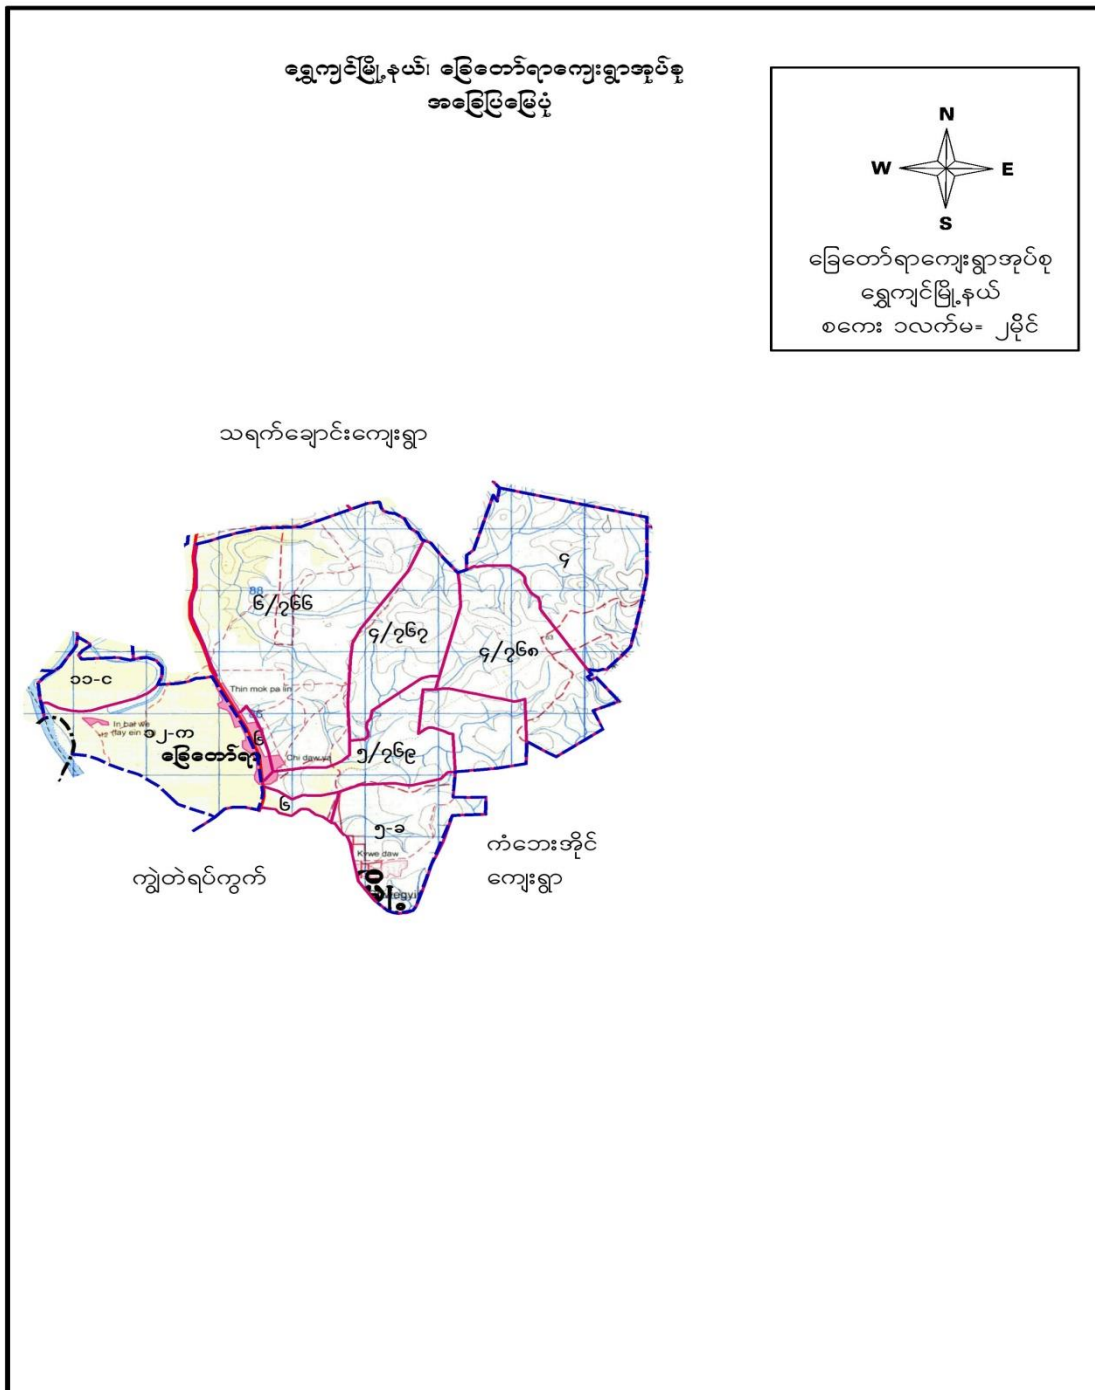 ရွှေကျင်မြို့နယ်၊ ခြေတော်ရာကျေးရွာအုပ်စု
အခြေပြမြေပုံ
N
W E
S
ခြေတော်ရာကျေးရွာအုပ်စု
ရွှေကျင်မြို့နယ်
စကေး ၁လက်မ= ၂မိုင်
သရက်ချောင်းကျေးရွာ
၄
88
၆/၇၆၆
၄/၇၆၇
၄/၇၆၈
၁၁-င
Thin mok pa lin
၆
၁၂-က
ခြေတော်ရာ
Chi daw ya
၅/၇၆၉
၆
၅-ခ
Kywe daw
ကံဘေးအိုင်
ကျေးရွာ
ကျွဲတဲရပ်ကွက်
မြို့